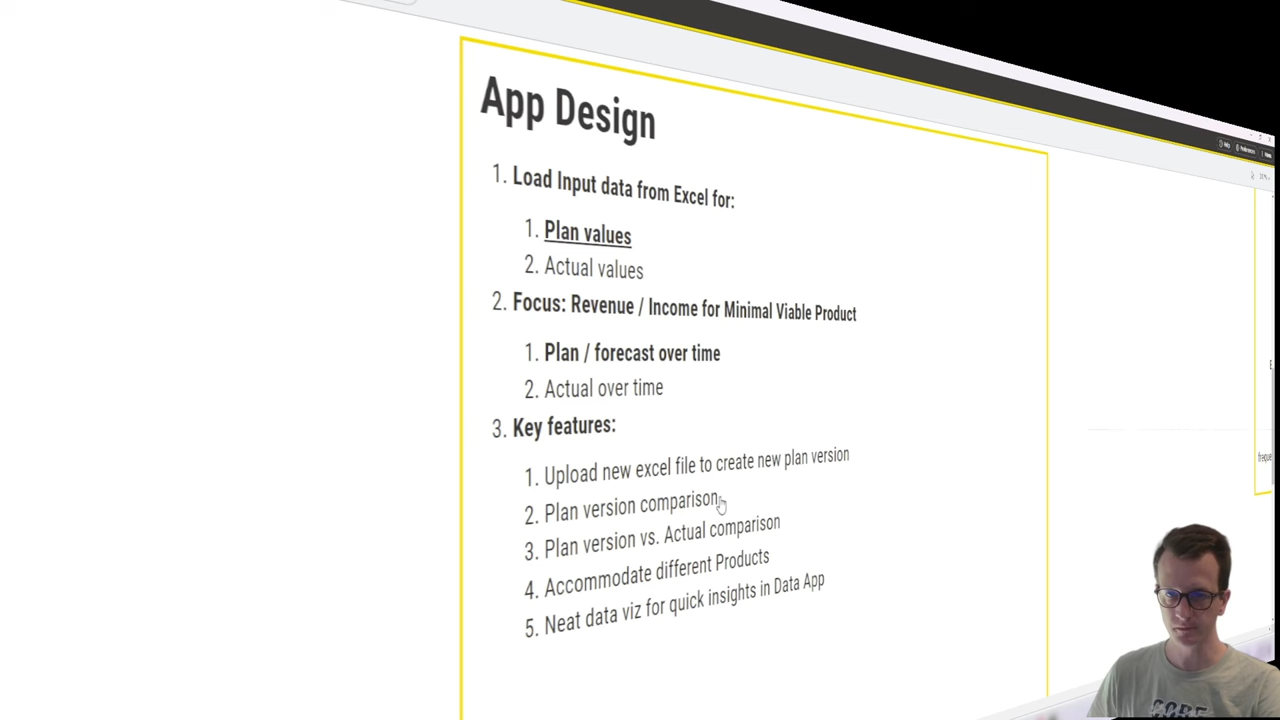 Help
Preferences
App Design
1. Load Input data from Excel for:
1. Plan values
2. Actual values
2. Focus: Revenue / Income for Minimal Viable Product
1. Plan / forecast over time
2. Actual over time
3. Key features:
1. Upload new excel file to create new plan version
2. Plan version comparison
3. Plan version vs. Actual comparison
4. Accommodate different Products
5. Neat data viz for quick insights in Data App